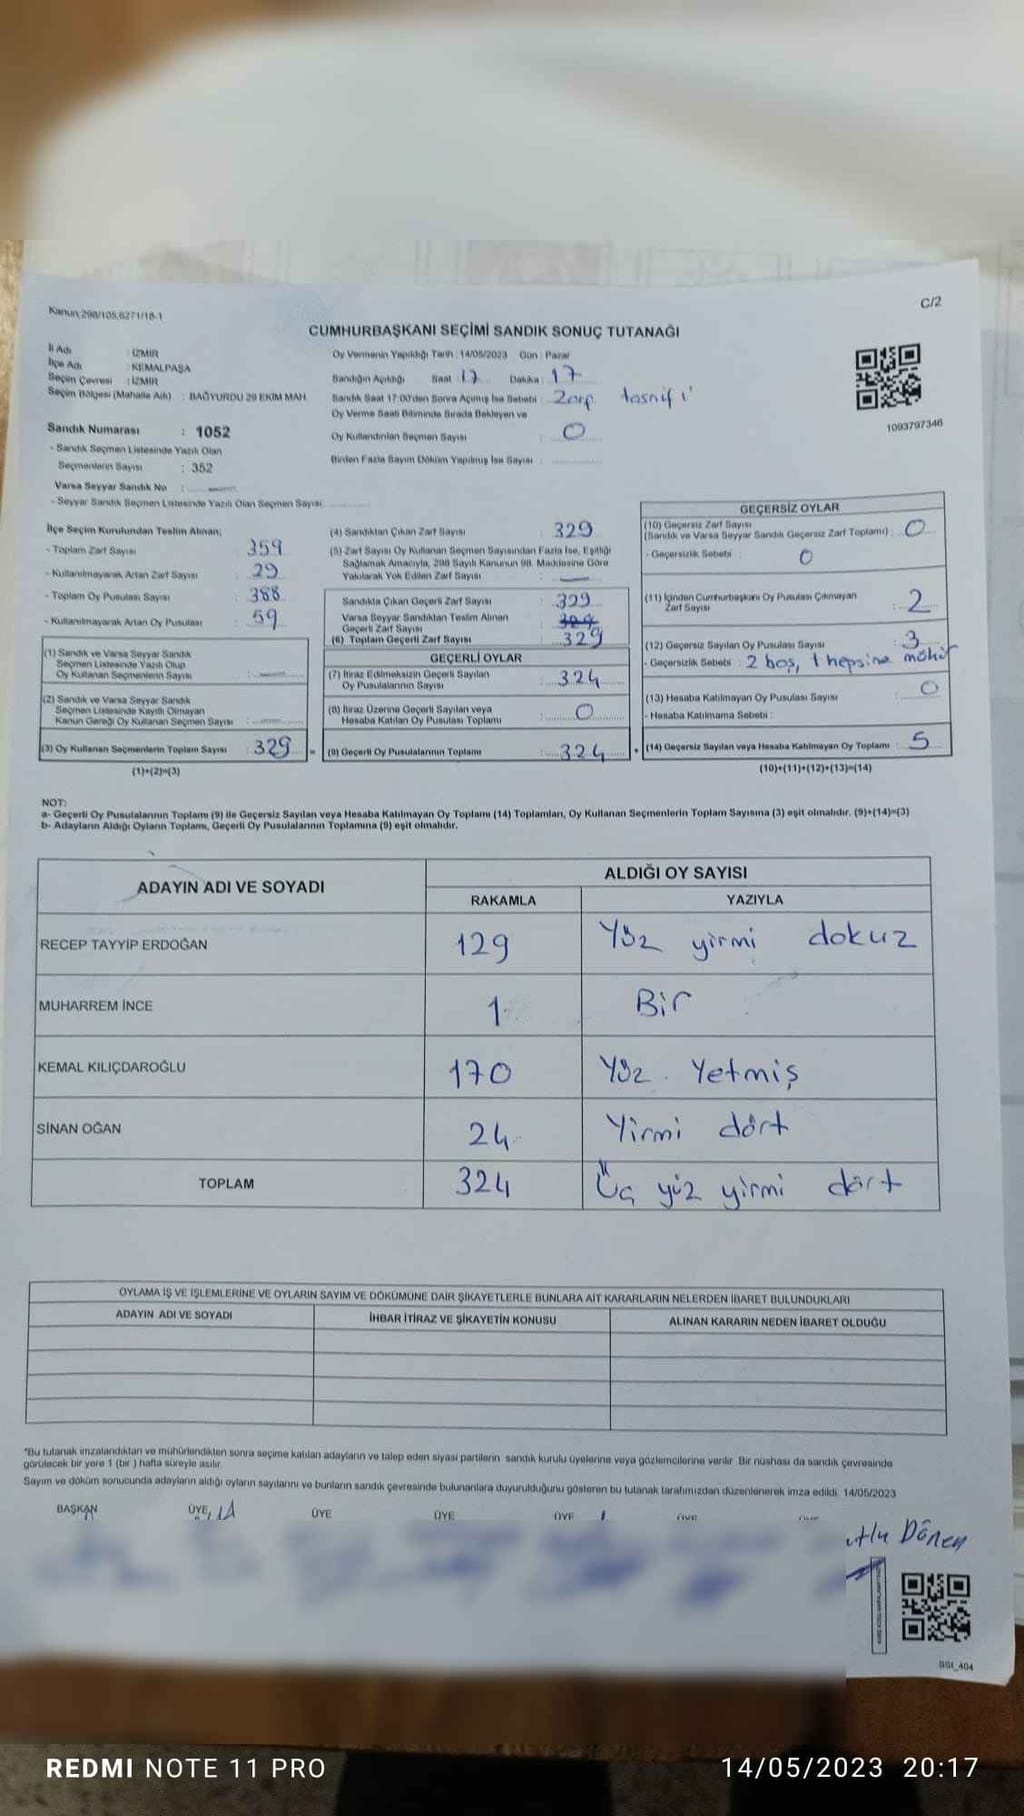 Kanun;298/105,6271/18-1
C/2
CUMHURBAŞKANI SEÇİMİ SANDIK SONUÇ TUTANAĞI
İl Adı : İZMİR
İlçe Adı : KEMALPAŞA
Seçim Çevresi : İZMİR
Seçim Bölgesi (Mahalle Adı) : BAĞYURDU 29 EKİM MAH.
Oy Vermenin Yapıldığı Tarih : 14/05/2023 Gün : Pazar
Sandığın Açıldığı Saat : 17 Dakika : 17
Sandık Saat 17:00'den Sonra Açılmış İse Sebebi : Zarf tasnifi
Oy Verme Saati Bitiminde Sırada Bekleyen ve
Oy Kullandırılan Seçmen Sayısı : 0
Birden Fazla Sayım Döküm Yapılmış İse Sayısı :
1093797346
Sandık Numarası : 1052
- Sandık Seçmen Listesinde Yazılı Olan
Seçmenlerin Sayısı : 352
Varsa Seyyar Sandık No :
- Seyyar Sandık Seçmen Listesinde Yazılı Olan Seçmen Sayısı:
İlçe Seçim Kurulundan Teslim Alınan;
- Toplam Zarf Sayısı : 359
- Kullanılmayarak Artan Zarf Sayısı : 29
- Toplam Oy Pusulası Sayısı : 388
- Kullanılmayarak Artan Oy Pusulası : 59
(1) Sandık ve Varsa Seyyar Sandık
Seçmen Listesinde Yazılı Olup
Oy Kullanan Seçmenlerin Sayısı :
(2) Sandık ve Varsa Seyyar Sandık
Seçmen Listesinde Kayıtlı Olmayan
Kanun Gereği Oy Kullanan Seçmen Sayısı :
(3) Oy Kullanan Seçmenlerin Toplam Sayısı : 329
(1)+(2)=(3)
(4) Sandıktan Çıkan Zarf Sayısı : 329
(5) Zarf Sayısı Oy Kullanan Seçmen Sayısından Fazla İse, Eşitliği
Sağlamak Amacıyla, 298 Sayılı Kanunun 98. Maddesine Göre
Yakılarak Yok Edilen Zarf Sayısı :
Sandıkta Çıkan Geçerli Zarf Sayısı : 329
Varsa Seyyar Sandıktan Teslim Alınan
Geçerli Zarf Sayısı :
(6) Toplam Geçerli Zarf Sayısı : 329
GEÇERLİ OYLAR
(7) İtiraz Edilmeksizin Geçerli Sayılan
Oy Pusulalarının Sayısı : 324
(8) İtiraz Üzerine Geçerli Sayılan veya
Hesaba Katılan Oy Pusulası Toplamı : 0
= (9) Geçerli Oy Pusulalarının Toplamı : 324
GEÇERSİZ OYLAR
(10) Geçersiz Zarf Sayısı
(Sandık ve Varsa Seyyar Sandık Geçersiz Zarf Toplamı) : 0
- Geçersizlik Sebebi : 0
(11) İçinden Cumhurbaşkanı Oy Pusulası Çıkmayan
Zarf Sayısı : 2
(12) Geçersiz Sayılan Oy Pusulası Sayısı : 3
- Geçersizlik Sebebi : 2 boş, 1 hepsine mühür
(13) Hesaba Katılmayan Oy Pusulası Sayısı : 0
- Hesaba Katılmama Sebebi :
+ (14) Geçersiz Sayılan veya Hesaba Katılmayan Oy Toplamı : 5
(10)+(11)+(12)+(13)=(14)
NOT:
a- Geçerli Oy Pusulalarının Toplamı (9) ile Geçersiz Sayılan veya Hesaba Katılmayan Oy Toplamı (14) Toplamları, Oy Kullanan Seçmenlerin Toplam Sayısına (3) eşit olmalıdır. (9)+(14)=(3)
b- Adayların Aldığı Oyların Toplamı, Geçerli Oy Pusulalarının Toplamına (9) eşit olmalıdır.
ADAYIN ADI VE SOYADI
ALDIĞI OY SAYISI
RAKAMLA YAZIYLA
RECEP TAYYİP ERDOĞAN 129 Yüz yirmi dokuz
MUHARREM İNCE 1 Bir
KEMAL KILIÇDAROĞLU 170 Yüz Yetmiş
SİNAN OĞAN 24 Yirmi dört
TOPLAM 324 Üç yüz yirmi dört
OYLAMA İŞ VE İŞLEMLERİNE VE OYLARIN SAYIM VE DÖKÜMÜNE DAİR ŞİKAYETLERLE BUNLARA AİT KARARLARIN NELERDEN İBARET BULUNDUKLARI
ADAYIN ADI VE SOYADI İHBAR İTİRAZ VE ŞİKAYETİN KONUSU ALINAN KARARIN NEDEN İBARET OLDUĞU
"Bu tutanak imzalandıktan ve mühürlendikten sonra seçime katılan adayların ve talep eden siyasi partilerin sandık kurulu üyelerine veya gözlemcilerine verilir. Bir nüshası da sandık çevresinde
görülecek bir yere 1 (bir ) hafta süreyle asılır.
Sayım ve döküm sonucunda adayların aldığı oyların sayılarını ve bunların sandık çevresinde bulunanlara duyurulduğunu gösteren bu tutanak tarafımızdan düzenlenerek imza edildi. 14/05/2023
BAŞKAN ÜYE ÜYE ÜYE ÜYE
Dönen
SSI_404
REDMI NOTE 11 PRO
14/05/2023 20:17